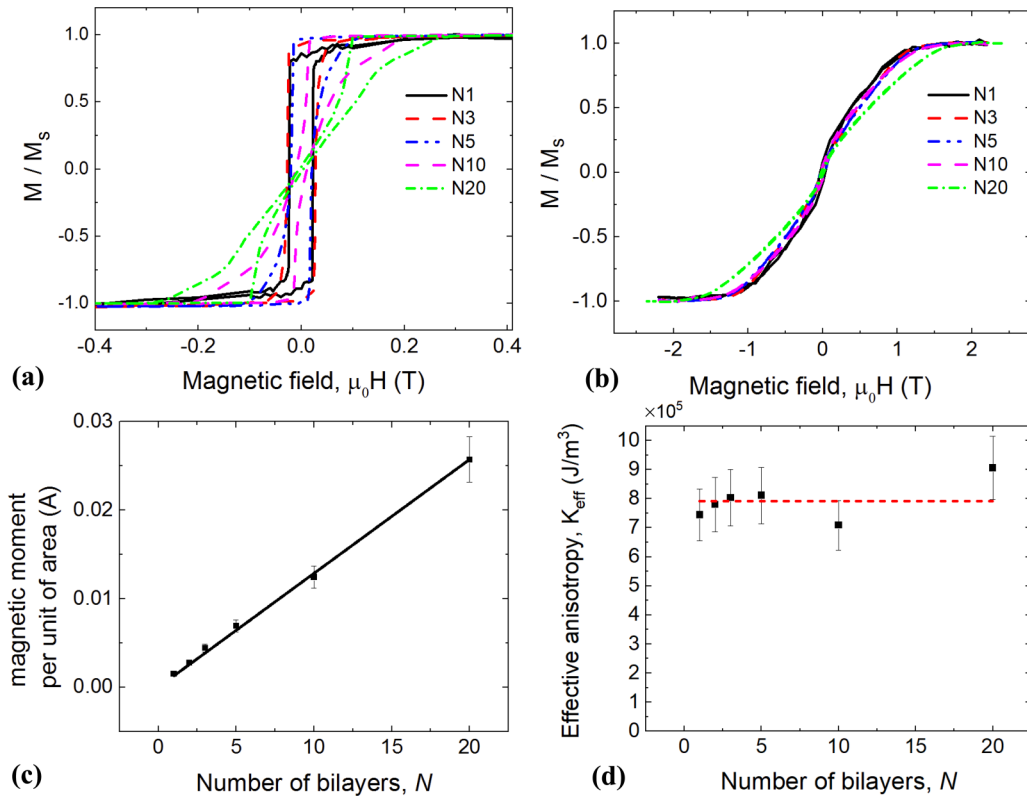 1.0
0.5
0.0
-0.5
-1.0
M / Mₛ
N1
N3
N5
N10
N20
-0.4 -0.2 0.0 0.2 0.4
Magnetic field, μ₀H (T)
(a)
1.0
0.5
0.0
-0.5
-1.0
M / Mₛ
N1
N3
N5
N10
N20
-2 -1 0 1 2
Magnetic field, μ₀H (T)
(b)
0.03
0.02
0.01
0.00
magnetic moment
per unit of area (A)
0 5 10 15 20
Number of bilayers, N
(c)
×10⁵
10
9
8
7
6
5
4
3
2
1
0
Effective anisotropy, K_eff (J/m³)
0 5 10 15 20
Number of bilayers, N
(d)